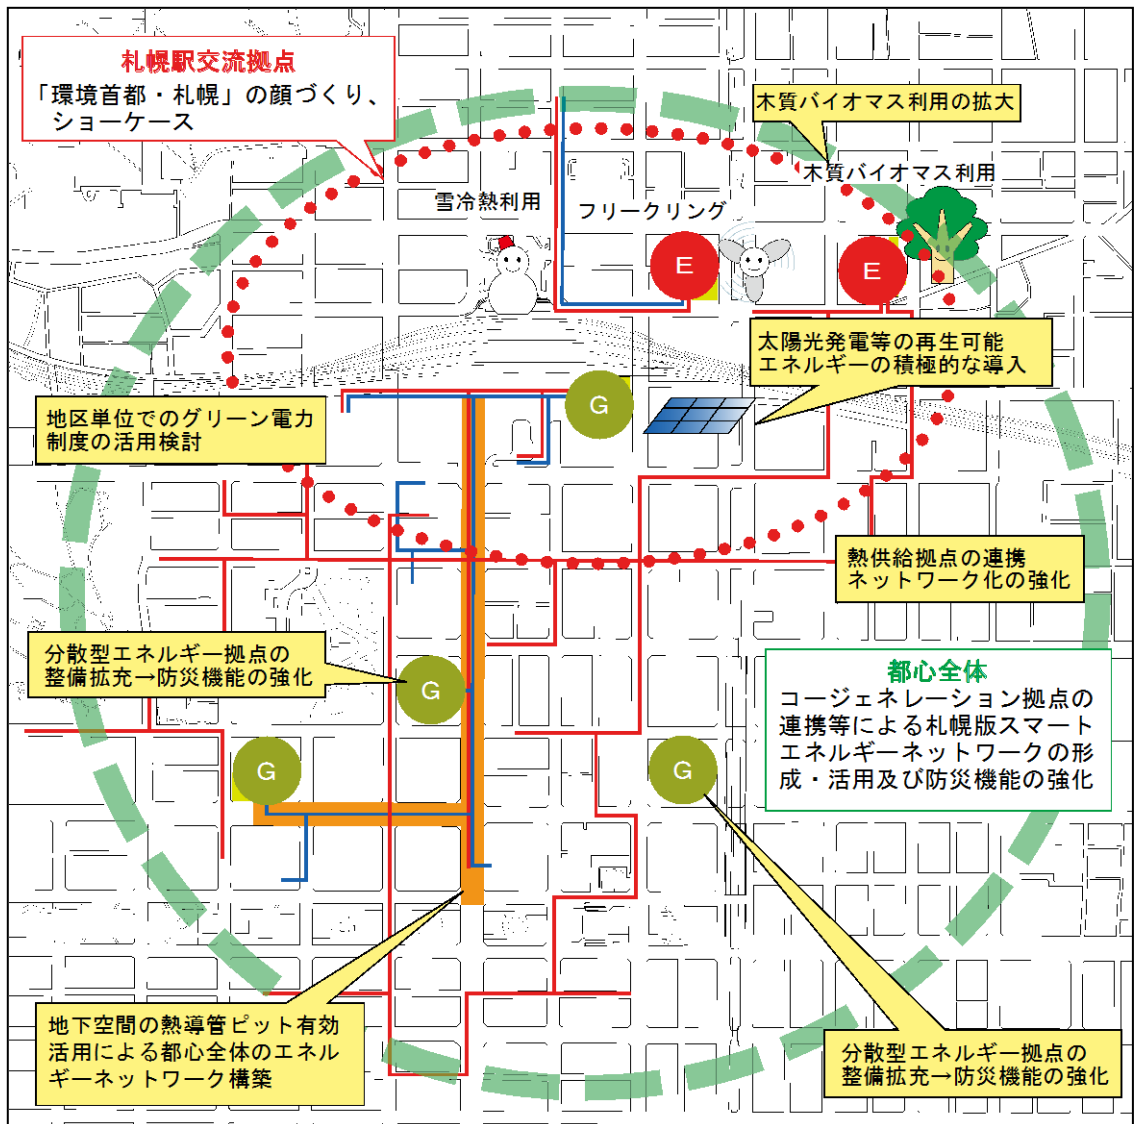 札幌駅交流拠点
「環境首都・札幌」の顔づくり、
ショーケース
木質バイオマス利用の拡大
木質バイオマス利用
雪冷熱利用
フリークリング
E
E
太陽光発電等の再生可能
エネルギーの積極的な導入
G
地区単位でのグリーン電力
制度の活用検討
熱供給拠点の連携
ネットワーク化の強化
分散型エネルギー拠点の
整備拡充→防災機能の強化
G
都心全体
コージェネレーション拠点の
連携等による札幌版スマート
エネルギーネットワークの形
成・活用及び防災機能の強化
G
G
地下空間の熱導管ピット有効
活用による都心全体のエネル
ギーネットワーク構築
分散型エネルギー拠点の
整備拡充→防災機能の強化